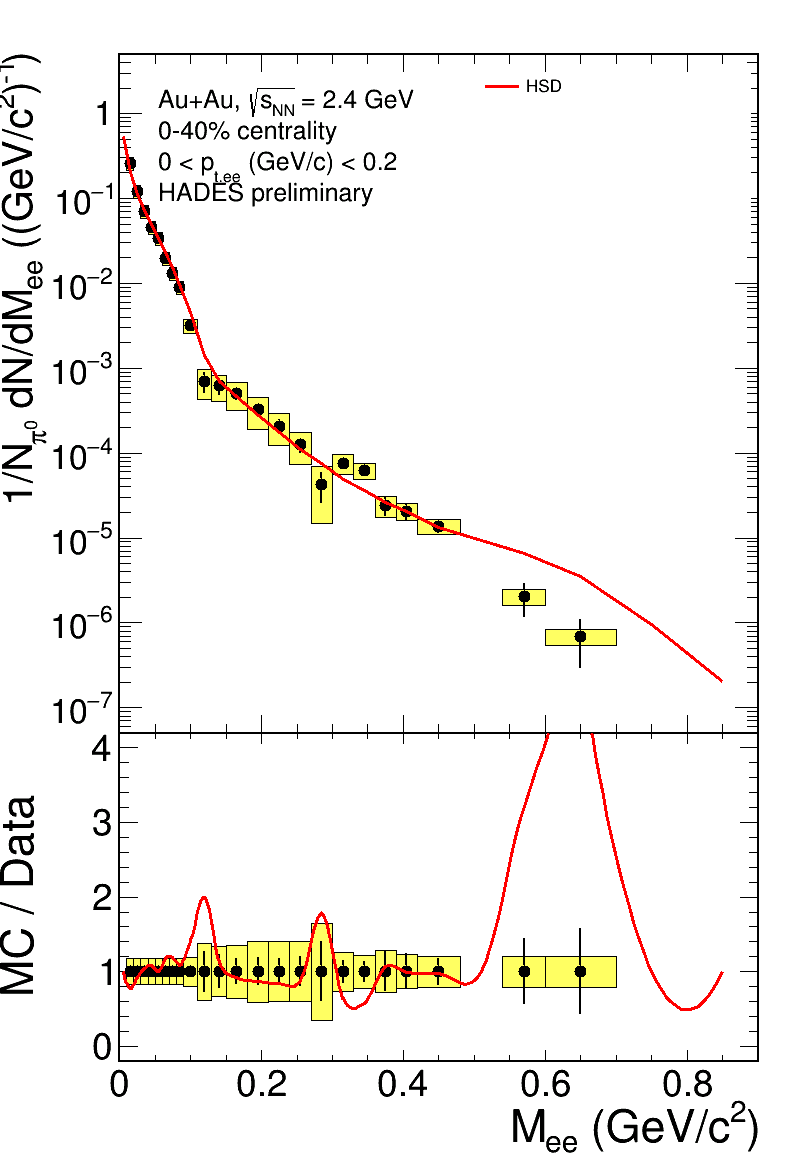 1/N_π⁰ dN/dM_ee ((GeV/c²)⁻¹)
Au+Au, √s_NN = 2.4 GeV
0-40% centrality
0 < p_t.ee (GeV/c) < 0.2
HADES preliminary
HSD
1
10⁻¹
10⁻²
10⁻³
10⁻⁴
10⁻⁵
10⁻⁶
10⁻⁷
MC / Data
4
3
2
1
0
0 0.2 0.4 0.6 0.8
M_ee (GeV/c²)